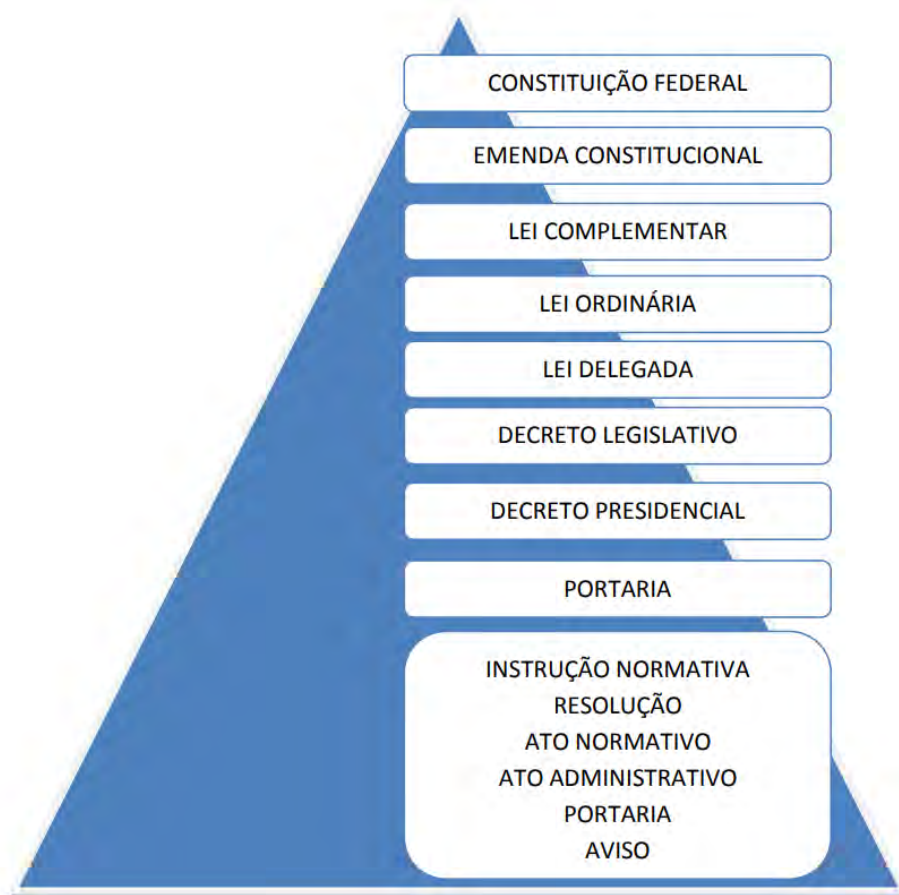 CONSTITUIÇÃO FEDERAL
EMENDA CONSTITUCIONAL
LEI COMPLEMENTAR
LEI ORDINÁRIA
LEI DELEGADA
DECRETO LEGISLATIVO
DECRETO PRESIDENCIAL
PORTARIA
INSTRUÇÃO NORMATIVA
RESOLUÇÃO
ATO NORMATIVO
ATO ADMINISTRATIVO
PORTARIA
AVISO